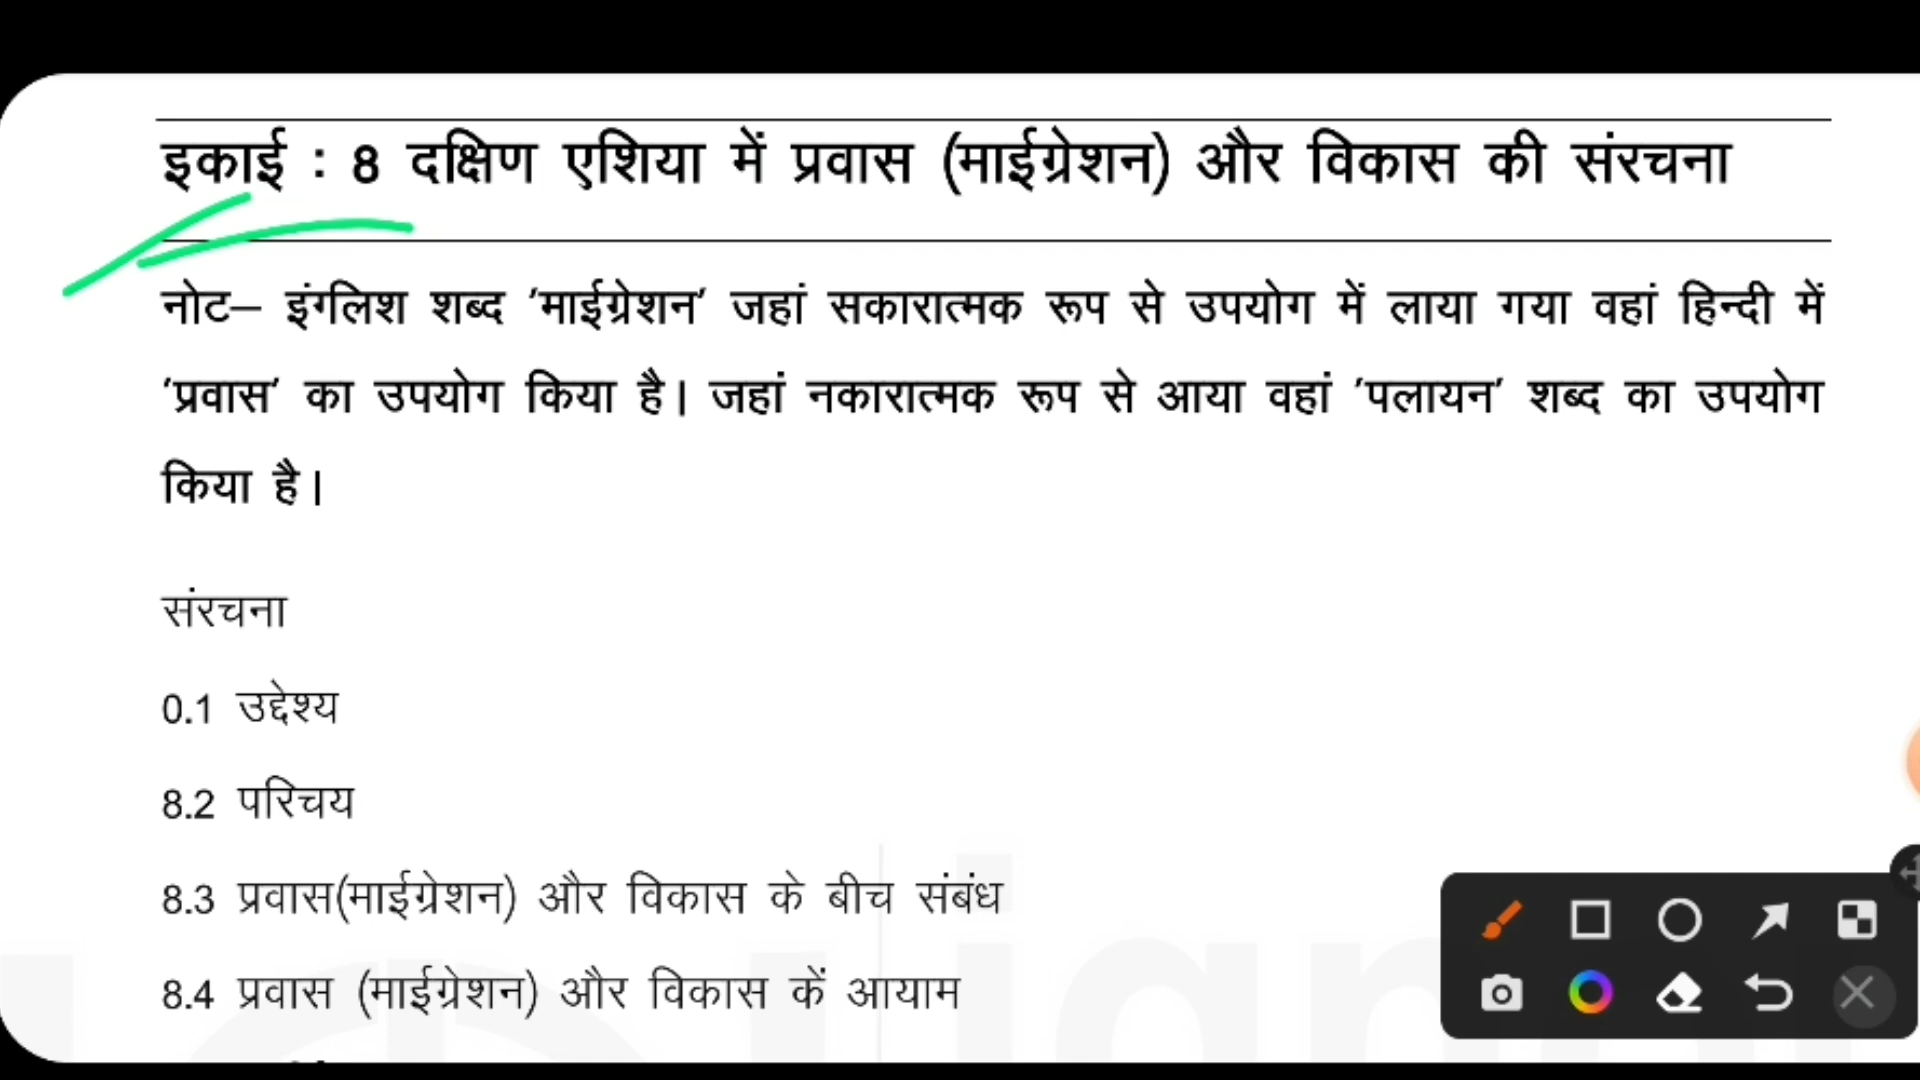 इकाई : 8 दक्षिण एशिया में प्रवास (माईग्रेशन) और विकास की संरचना
नोट– इंग्लिश शब्द 'माईग्रेशन' जहां सकारात्मक रूप से उपयोग में लाया गया वहां हिन्दी में
'प्रवास' का उपयोग किया है। जहां नकारात्मक रूप से आया वहां 'पलायन' शब्द का उपयोग
किया है।
संरचना
0.1 उद्देश्य
8.2 परिचय
8.3 प्रवास(माईग्रेशन) और विकास के बीच संबंध
8.4 प्रवास (माईग्रेशन) और विकास कें आयाम